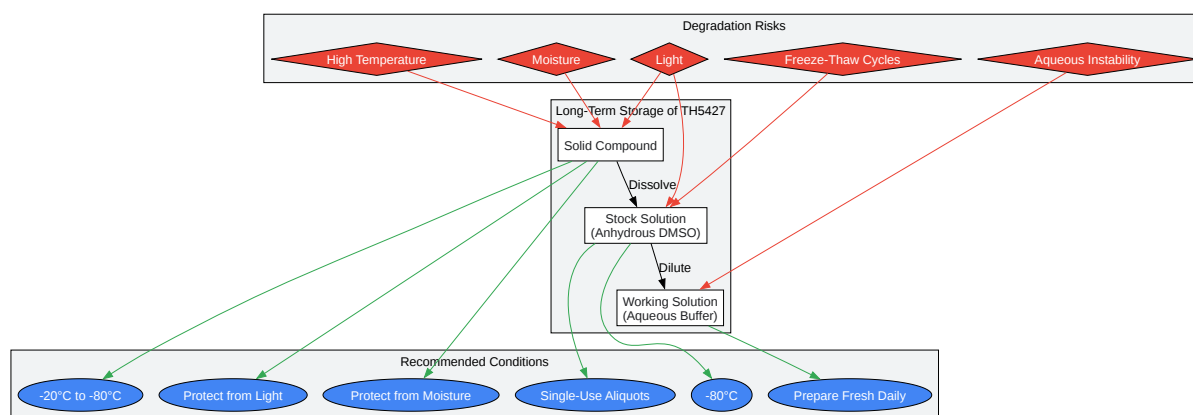 Degradation Risks
High Temperature
Moisture
Light
Freeze-Thaw Cycles
Aqueous Instability
Long-Term Storage of TH5427
Solid Compound
Dissolve
Stock Solution
(Anhydrous DMSO)
Dilute
Working Solution
(Aqueous Buffer)
Recommended Conditions
-20°C to -80°C
Protect from Light
Protect from Moisture
Single-Use Aliquots
-80°C
Prepare Fresh Daily